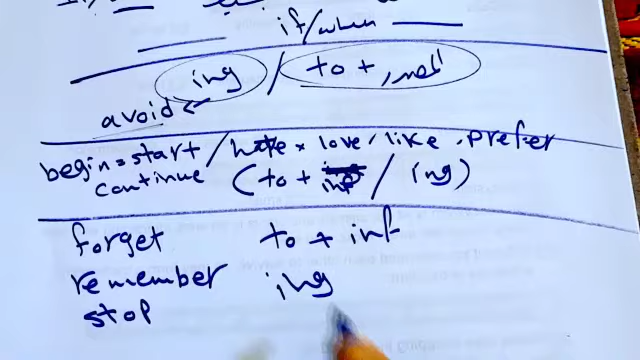 if/when
ing / to + المصدر
avoid
begin = start / hate × love / like . prefer
continue (to + inf / ing)
forget to + inf
remember ing
stop